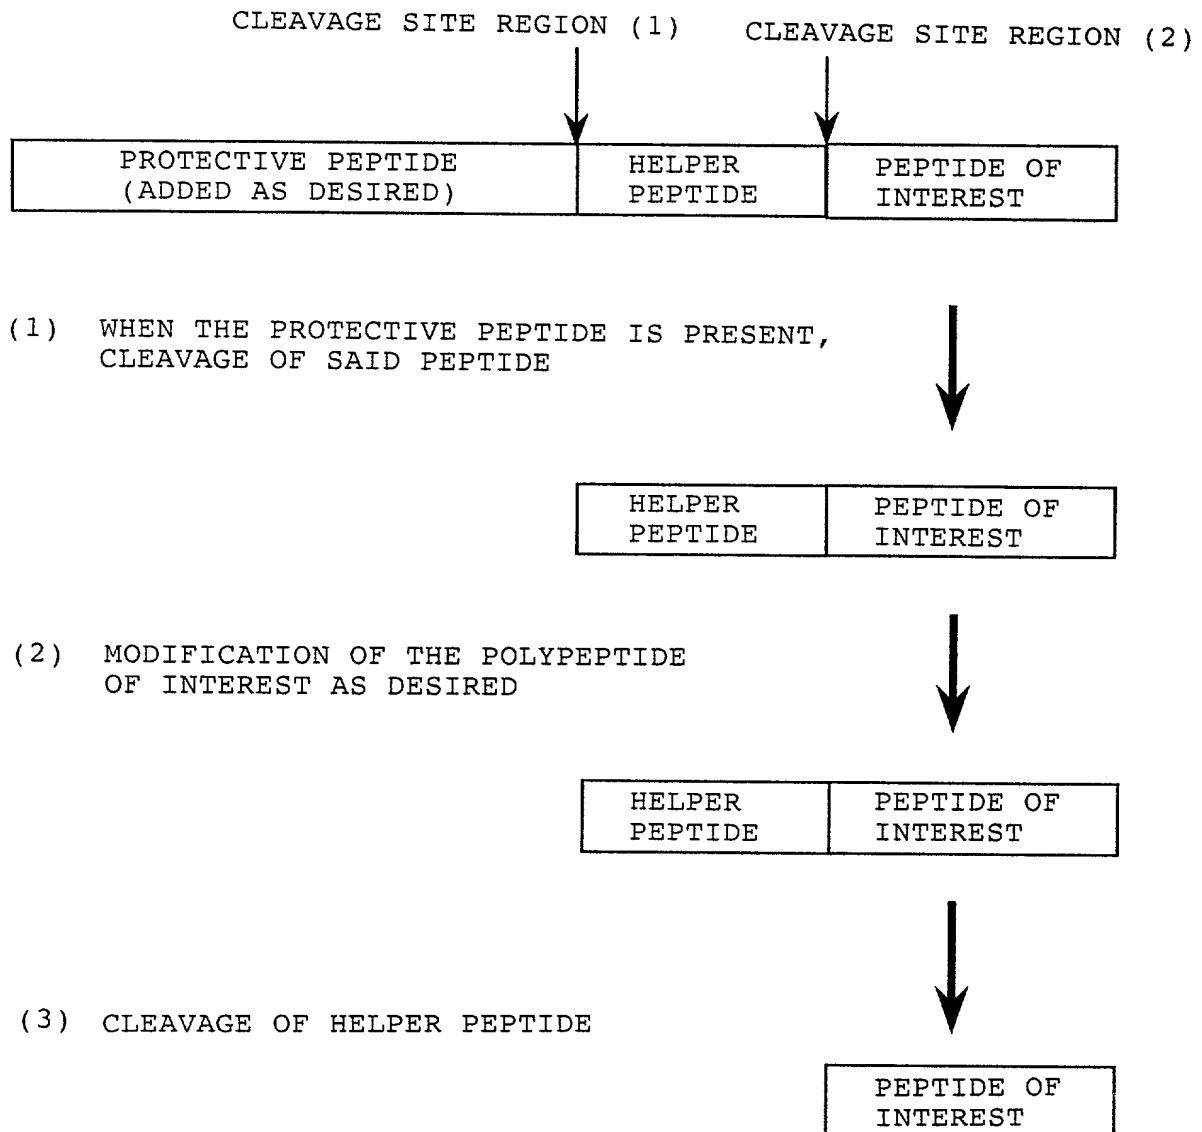 CLEAVAGE SITE REGION (1)
CLEAVAGE SITE REGION (2)
PROTECTIVE PEPTIDE
(ADDED AS DESIRED)
HELPER
PEPTIDE
PEPTIDE OF
INTEREST
(1) WHEN THE PROTECTIVE PEPTIDE IS PRESENT,
CLEAVAGE OF SAID PEPTIDE
HELPER
PEPTIDE
PEPTIDE OF
INTEREST
(2) MODIFICATION OF THE POLYPEPTIDE
OF INTEREST AS DESIRED
HELPER
PEPTIDE
PEPTIDE OF
INTEREST
(3) CLEAVAGE OF HELPER PEPTIDE
PEPTIDE OF
INTEREST